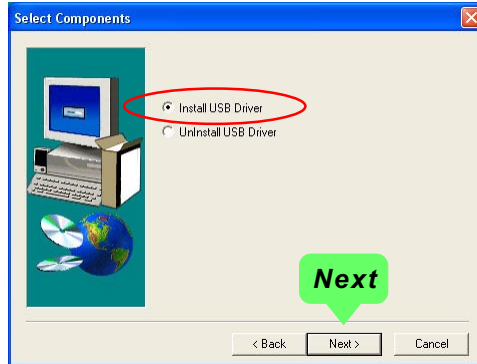 Select Components
Install USB Driver
UnInstall USB Driver
Next
< Back Next > Cancel